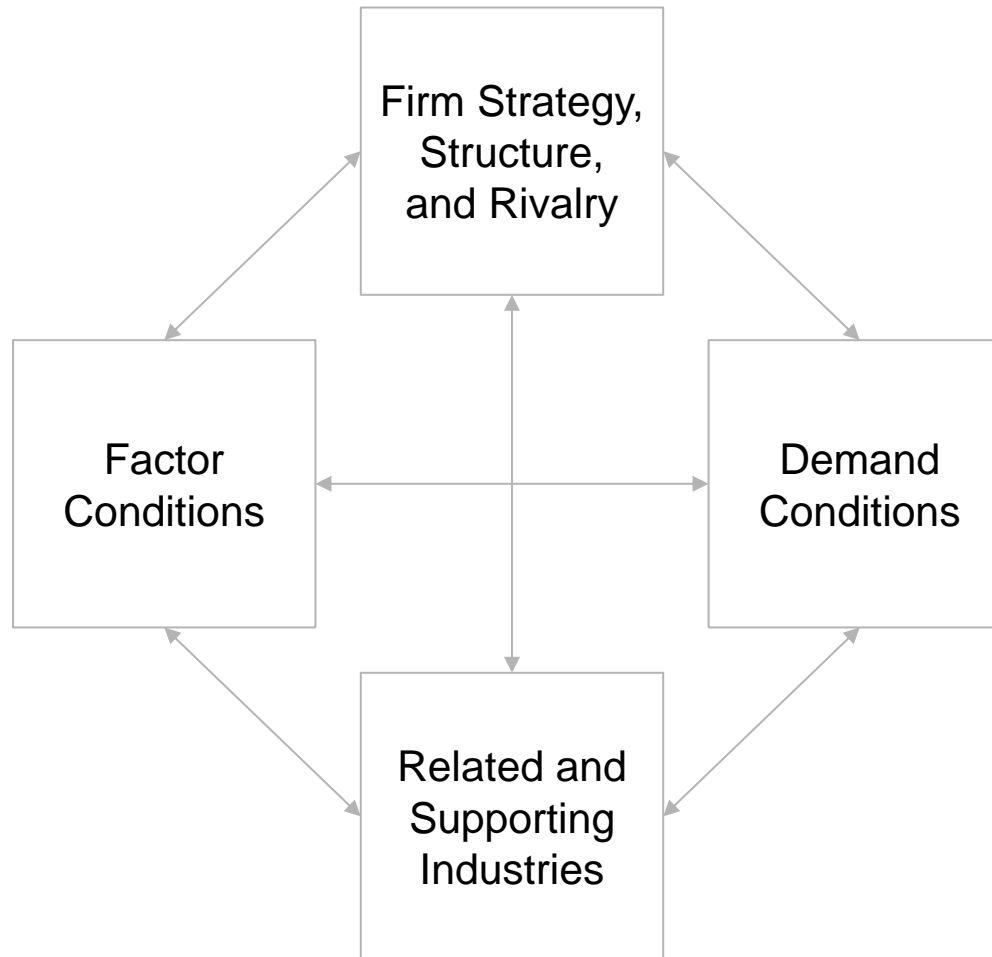 Firm Strategy,
Structure,
and Rivalry
Factor
Conditions
Demand
Conditions
Related and
Supporting
Industries